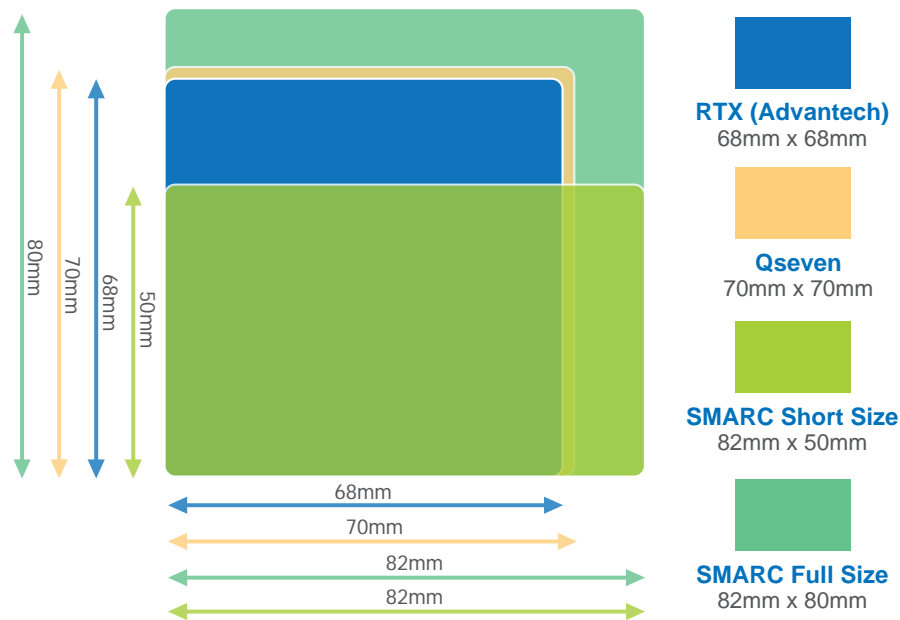 80mm
70mm
68mm
50mm
68mm
70mm
82mm
82mm
RTX (Advantech)
68mm x 68mm
Qseven
70mm x 70mm
SMARC Short Size
82mm x 50mm
SMARC Full Size
82mm x 80mm